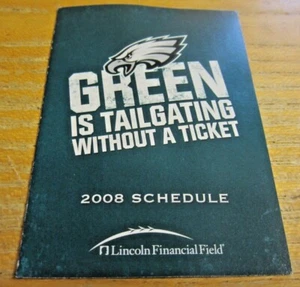 GREEN
IS TAILGATING
WITHOUT A TICKET
2008 SCHEDULE
Lincoln Financial Field®